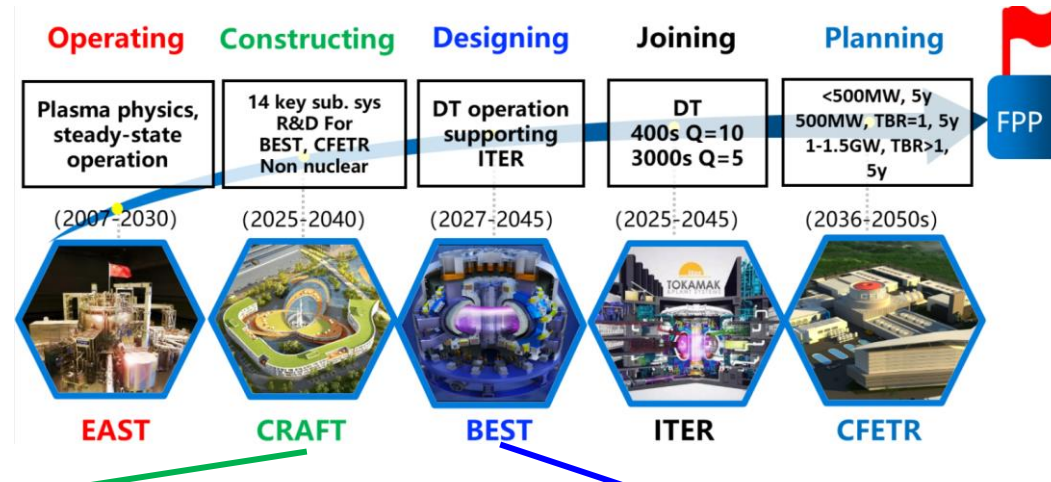 Operating
Constructing
Designing
Joining
Planning
Plasma physics,
steady-state
operation
14 key sub. sys
R&D For
BEST, CFETR
Non nuclear
DT operation
supporting
ITER
DT
400s Q=10
3000s Q=5
<500MW, 5y
500MW, TBR=1, 5y
1-1.5GW, TBR>1,
5y
FPP
(2007-2030)
(2025-2040)
(2027-2045)
(2025-2045)
(2036-2050s)
TOKAMAK
& PLANT SYSTEMS
EAST
CRAFT
BEST
ITER
CFETR